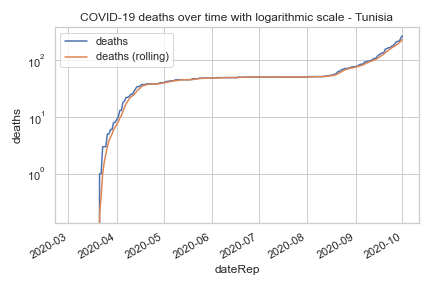 COVID-19 deaths over time with logarithmic scale - Tunisia
deaths
deaths (rolling)
10²
10¹
10⁰
deaths
2020-03
2020-04
2020-05
2020-06
2020-07
2020-08
2020-09
2020-10
dateRep